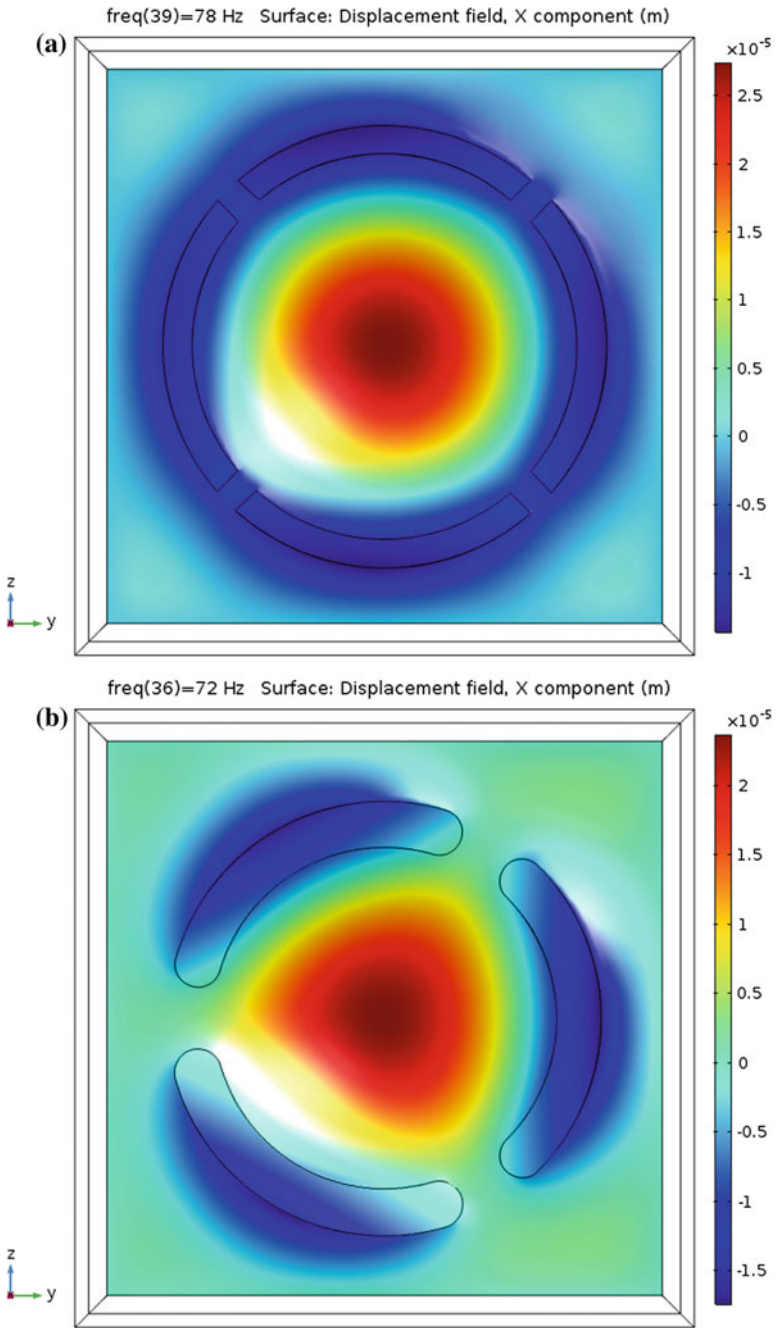 freq(39)=78 Hz Surface: Displacement field, X component (m)
(a)
×10⁻⁵
2.5
2
1.5
1
0.5
0
-0.5
-1
z
y
freq(36)=72 Hz Surface: Displacement field, X component (m)
(b)
×10⁻⁵
2
1.5
1
0.5
0
-0.5
-1
-1.5
z
y